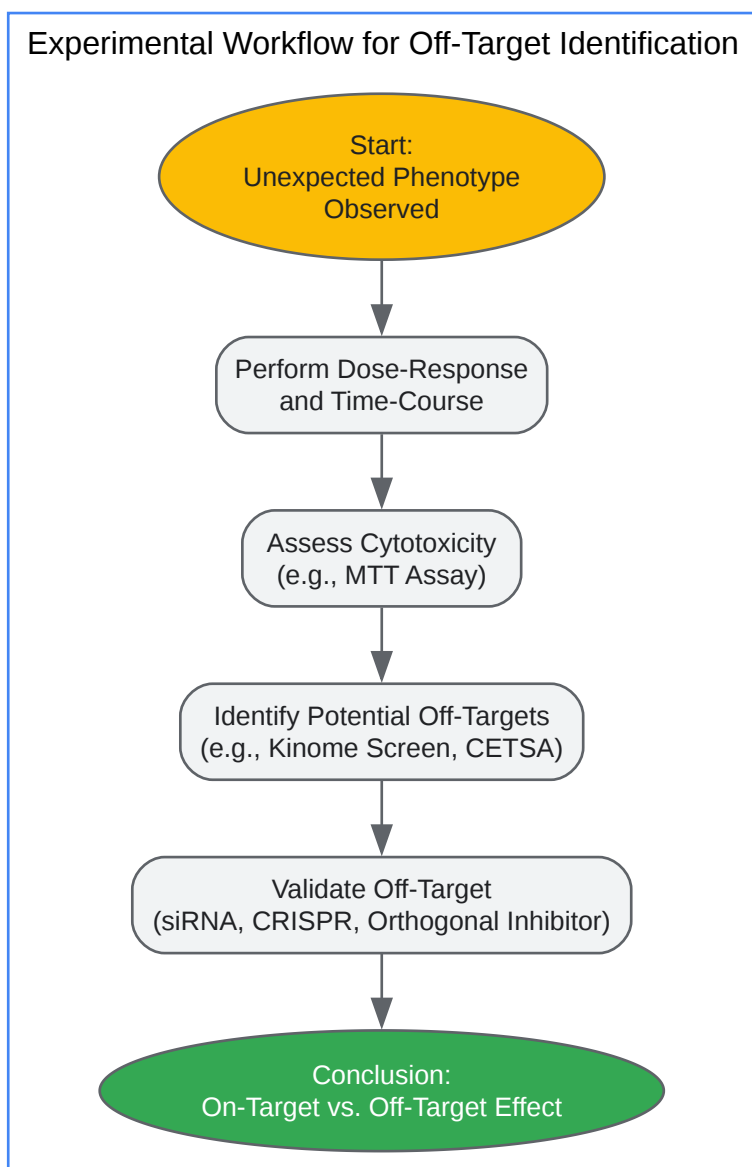 Experimental Workflow for Off-Target Identification
Start:
Unexpected Phenotype
Observed
Perform Dose-Response
and Time-Course
Assess Cytotoxicity
(e.g., MTT Assay)
Identify Potential Off-Targets
(e.g., Kinome Screen, CETSA)
Validate Off-Target
(siRNA, CRISPR, Orthogonal Inhibitor)
Conclusion:
On-Target vs. Off-Target Effect